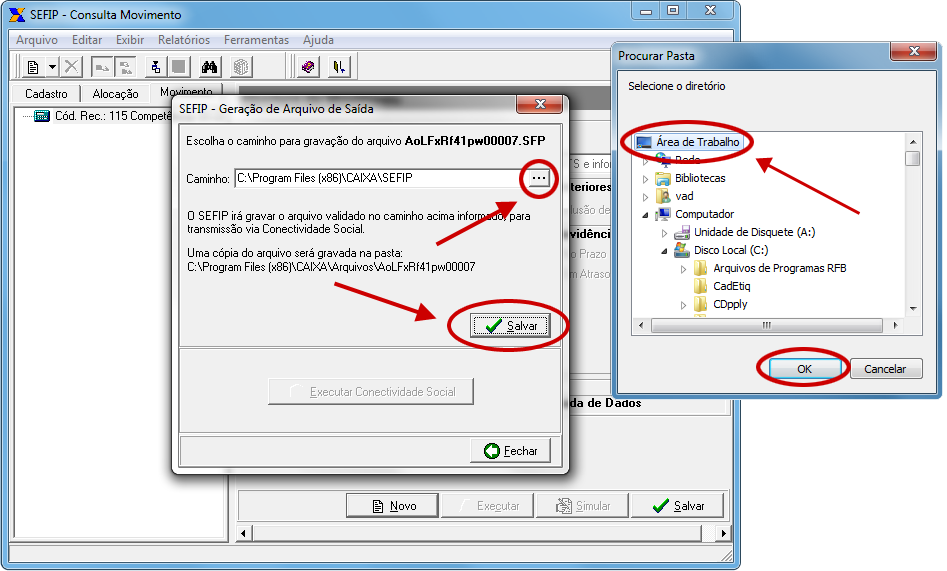 SEFIP - Consulta Movimento
Arquivo Editar Exibir Relatórios Ferramentas Ajuda
Cadastro Alocação Movimento
Cód. Rec.: 115 Compet
SEFIP - Geração de Arquivo de Saída
Escolha o caminho para gravação do arquivo AoLFxRf41pw00007.SFP
Caminho: C:\Program Files (x86)\CAIXA\SEFIP ...
O SEFIP irá gravar o arquivo validado no caminho acima informado, para
transmissão via Conectividade Social.
Uma cópia do arquivo será gravada na pasta:
C:\Program Files (x86)\CAIXA\Arquivos\AoLFxRf41pw00007
Salvar
Executar Conectividade Social
Fechar
TS e infor
teriores
lusão de
vidênci
o Prazo
m Atraso
da de Dados
Novo Executar Simular Salvar
Procurar Pasta
Selecione o diretório
Área de Trabalho
Rede
Bibliotecas
vad
Computador
Unidade de Disquete (A:)
Disco Local (C:)
Arquivos de Programas RFB
CadEtiq
CDpply
OK Cancelar